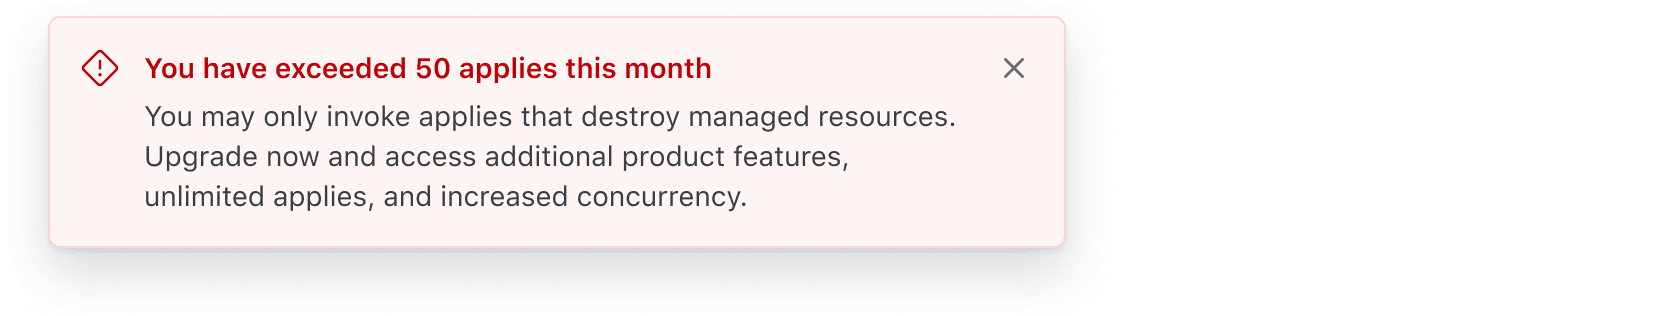 You have exceeded 50 applies this month
You may only invoke applies that destroy managed resources.
Upgrade now and access additional product features,
unlimited applies, and increased concurrency.